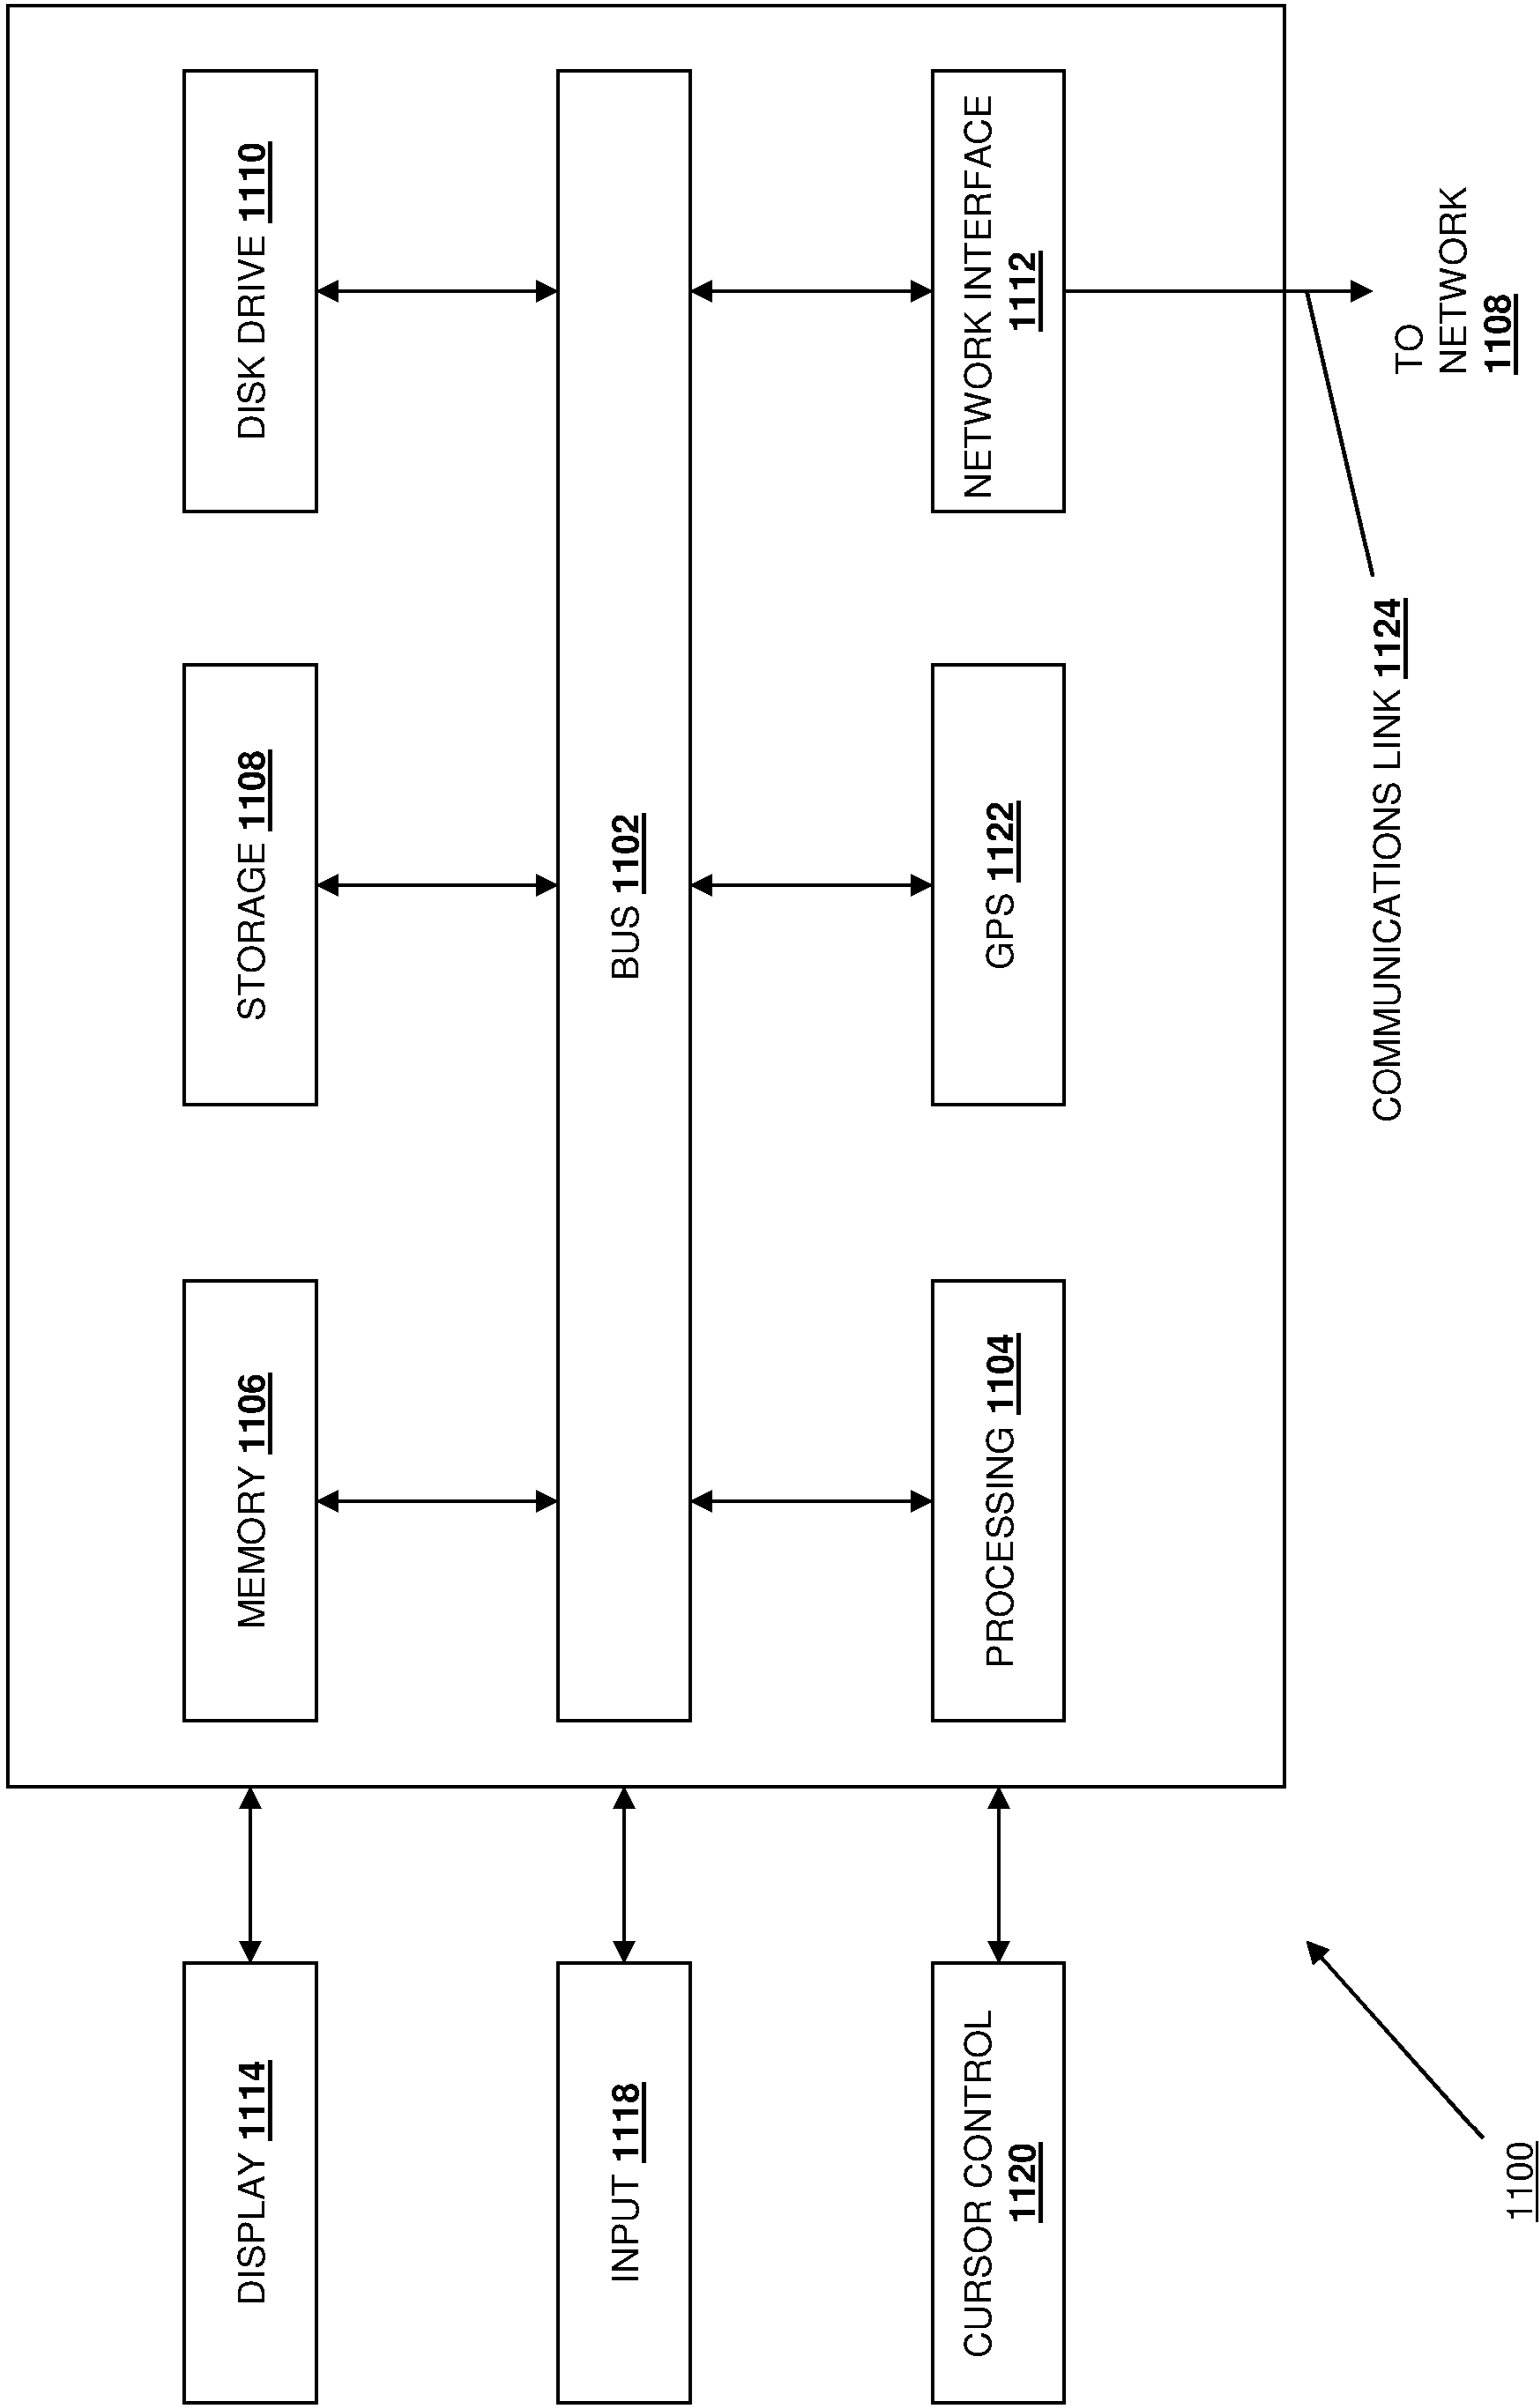 DISPLAY 1114
MEMORY 1106
STORAGE 1108
DISK DRIVE 1110
INPUT 1118
BUS 1102
CURSOR CONTROL
1120
PROCESSING 1104
GPS 1122
NETWORK INTERFACE
1112
COMMUNICATIONS LINK 1124
TO
NETWORK
1108
1100